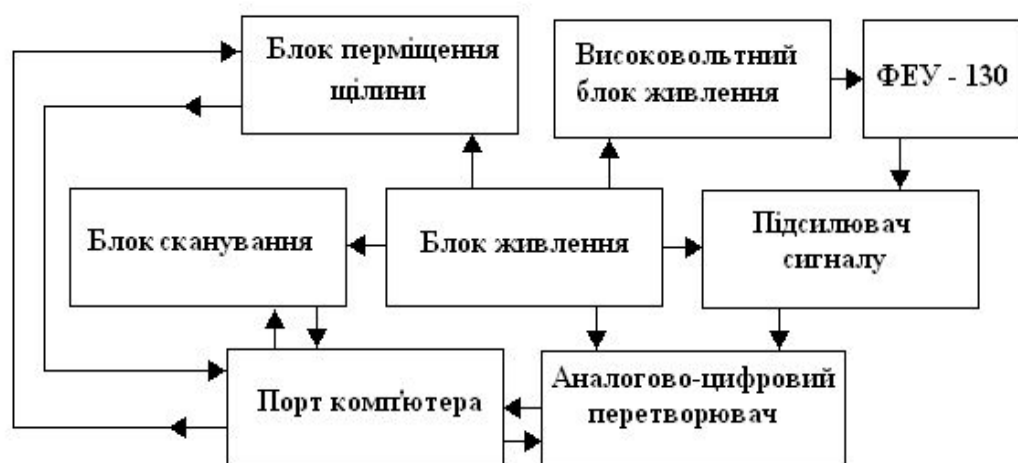 Блок перміщення
щілини
Високовольтний
блок живлення
ФЕУ - 130
Блок сканування
Блок живлення
Підсилювач
сигналу
Порт комп'ютера
Аналогово-цифровий
перетворювач